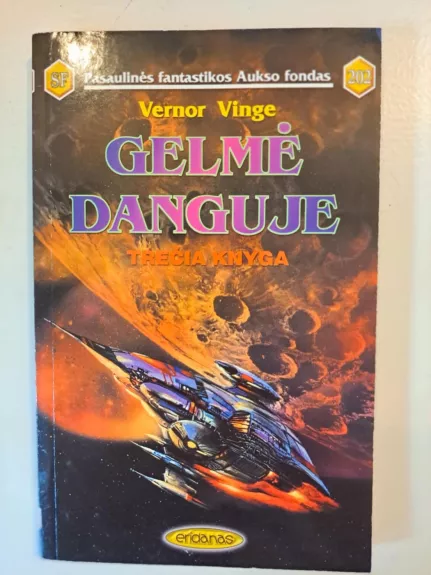 SF Pasaulinės fantastikos Aukso fondas 202
Vernor Vinge
GELMĖ
DANGUJE
TREČIA KNYGA
eridanas